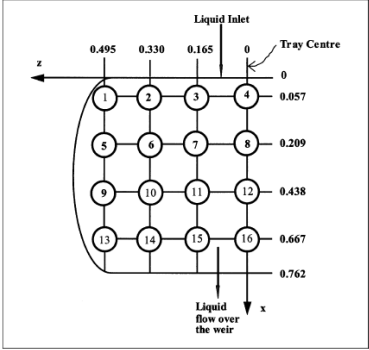 Liquid Inlet
0.495 0.330 0.165 0 Tray Centre
z
0
1 2 3 4 0.057
5 6 7 8 0.209
9 10 11 12 0.438
13 14 15 16 0.667
0.762
Liquid
flow over
the weir
x